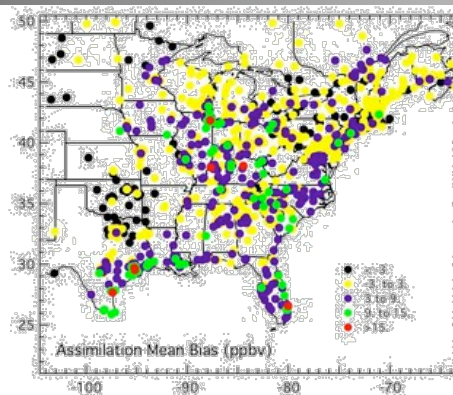 50
45
40
35
30
25
< -3.
-3. to 3.
3 to 9.
9. to 15.
>15.
Assimilation Mean Bias (ppbv)
-100 -90 -80 -70